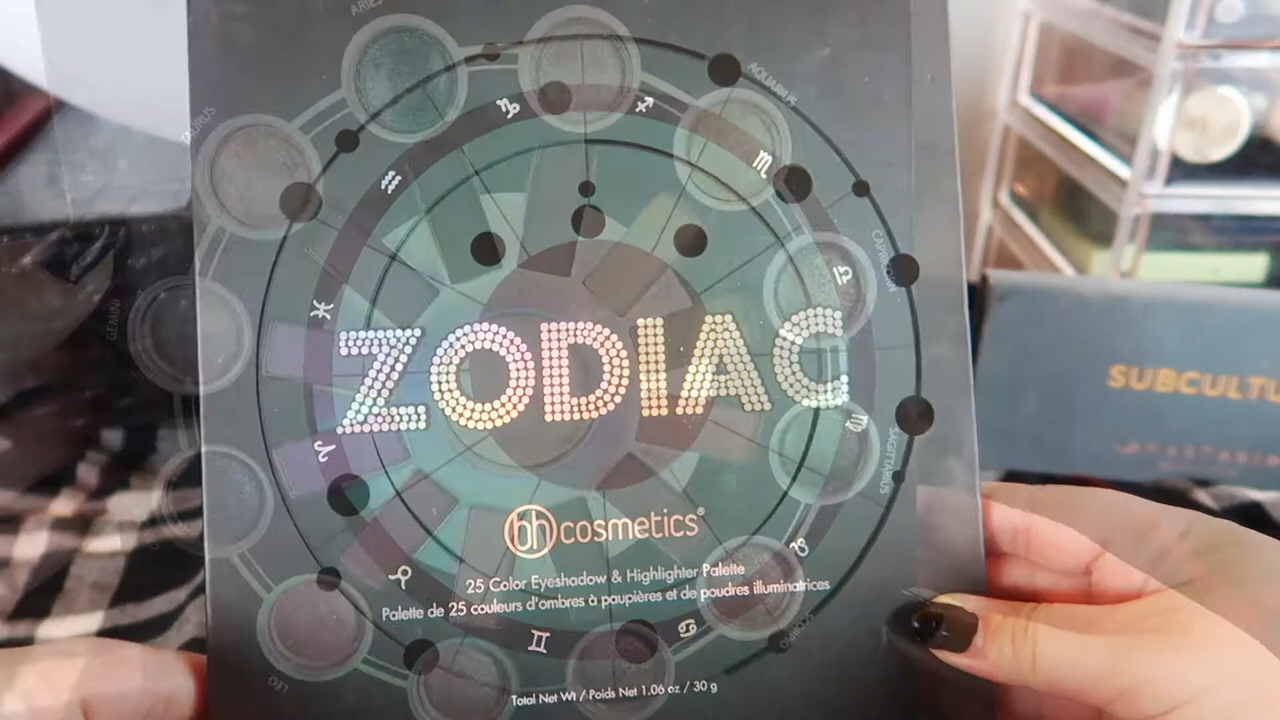 ARIES
AQUARIUS
TAURUS
CAPRICORN
GEMINI
ZODIAC
SUBCULTU
SAGITTARIUS
bh cosmetics®
25 Color Eyeshadow & Highlighter Palette
Palette de 25 couleurs d'ombres à paupières et de poudres illuminatrices
SCORPIO
LEO
Total Net Wt / Poids Net 1.06 oz / 30 g